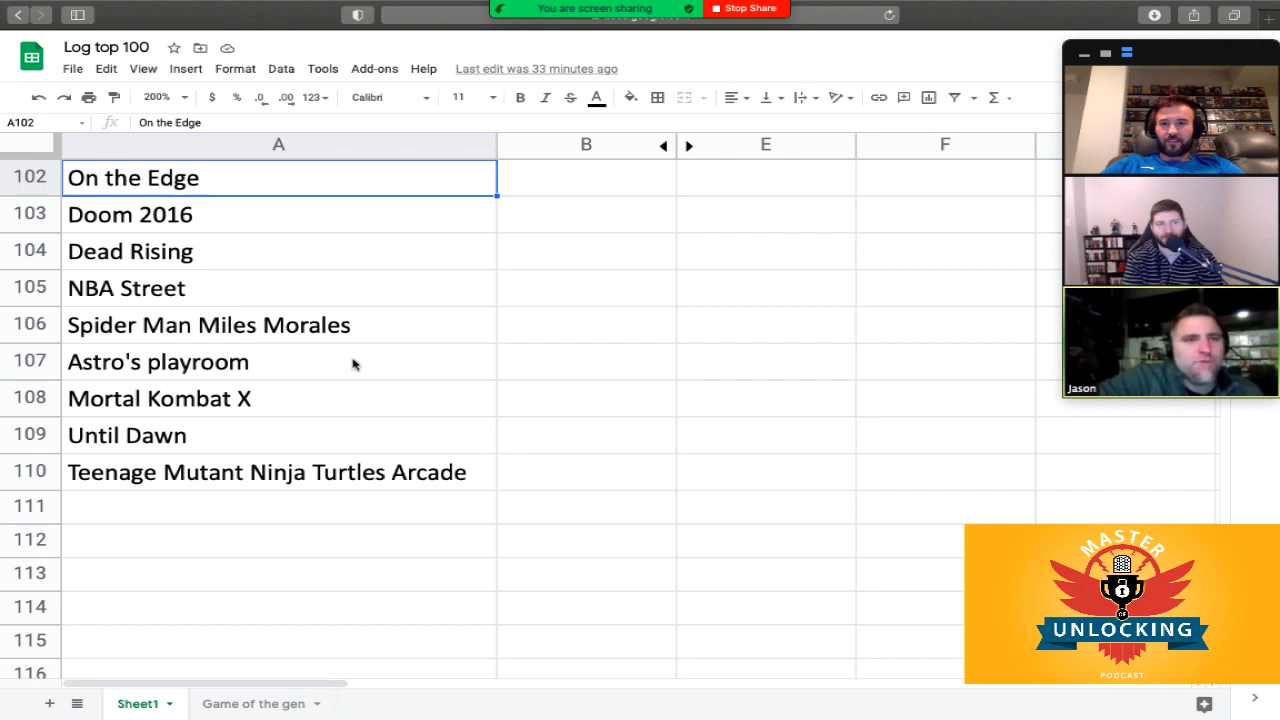 You are screen sharing
Stop Share
Log top 100
File Edit View Insert Format Data Tools Add-ons Help Last edit was 33 minutes ago
200% $ % .0 .00 123 Calibri 11 B I S A
A102 fx On the Edge
A B E F
102 On the Edge
103 Doom 2016
104 Dead Rising
105 NBA Street
106 Spider Man Miles Morales
107 Astro's playroom
108 Mortal Kombat X
109 Until Dawn
110 Teenage Mutant Ninja Turtles Arcade
111
112
113
114
115
116
Sheet1 Game of the gen
Jason
MASTER
OF
UNLOCKING
PODCAST